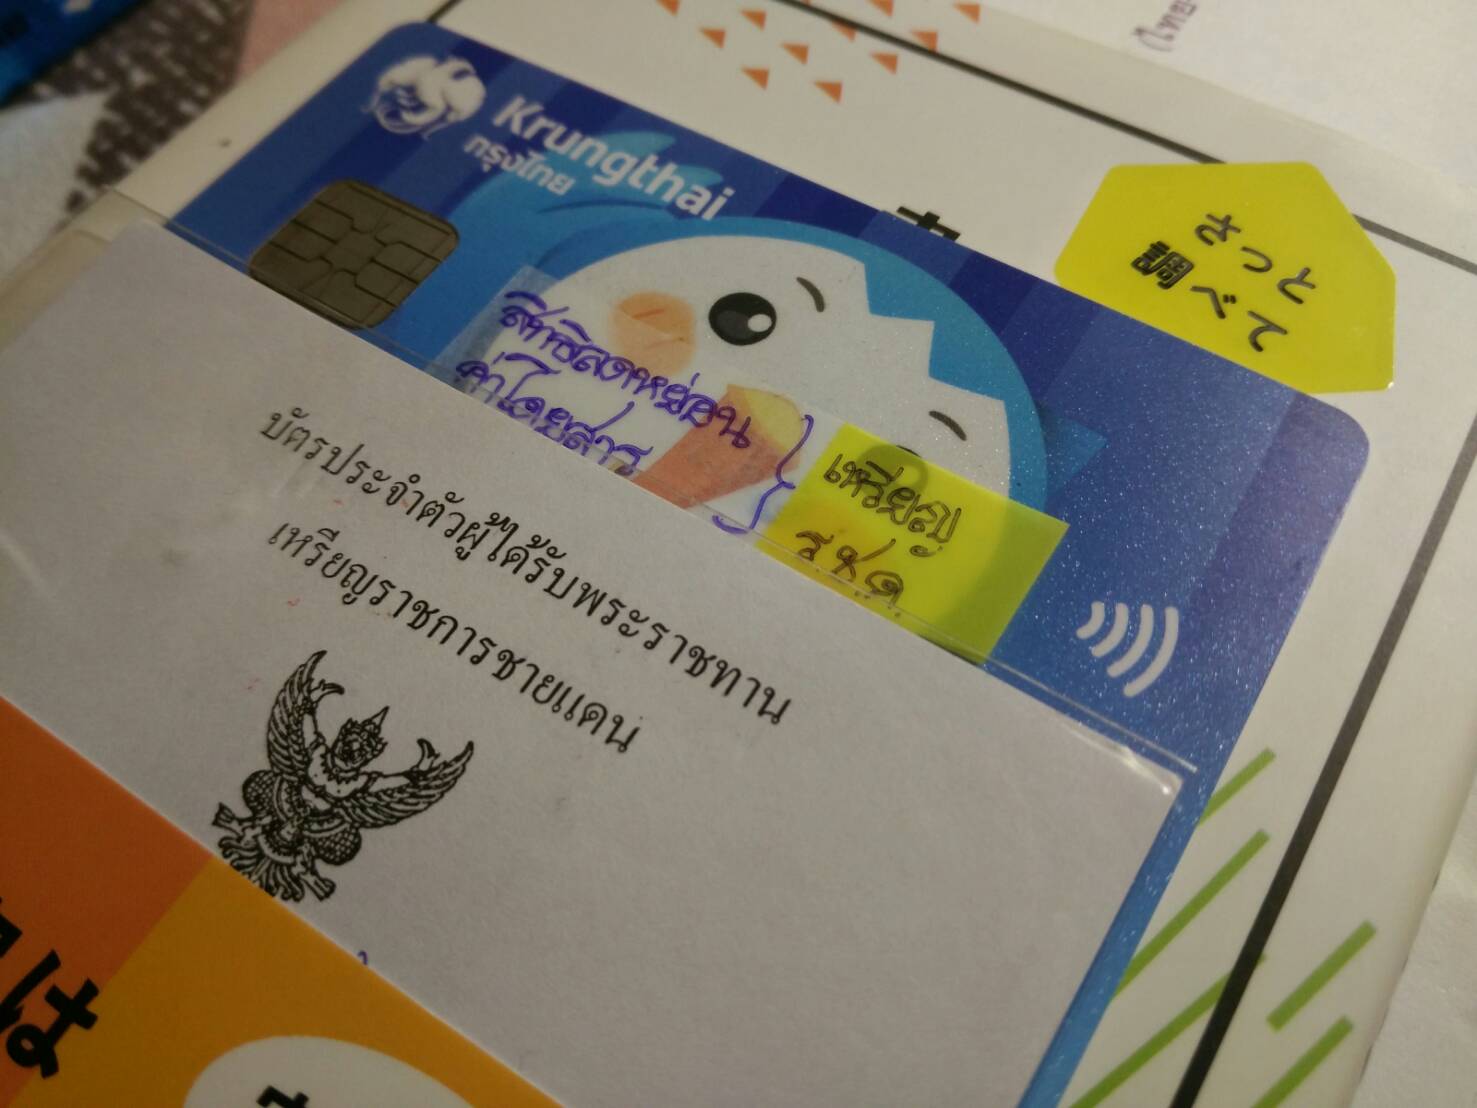 Krungthai
กรุงไทย
さっと
調べて
สิทธิลดหย่อน
ค่าโดยสาร
เหรียญ
ร.ช.ด.
บัตรประจำตัวผู้ได้รับพระราชทาน
เหรียญราชการชายแดน